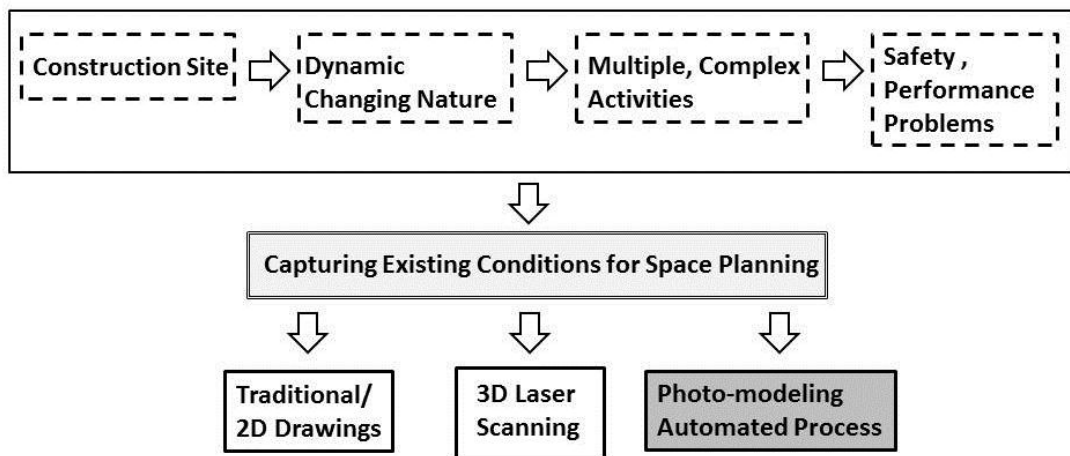 Construction Site
Dynamic
Changing Nature
Multiple, Complex
Activities
Safety ,
Performance
Problems
Capturing Existing Conditions for Space Planning
Traditional/
2D Drawings
3D Laser
Scanning
Photo-modeling
Automated Process